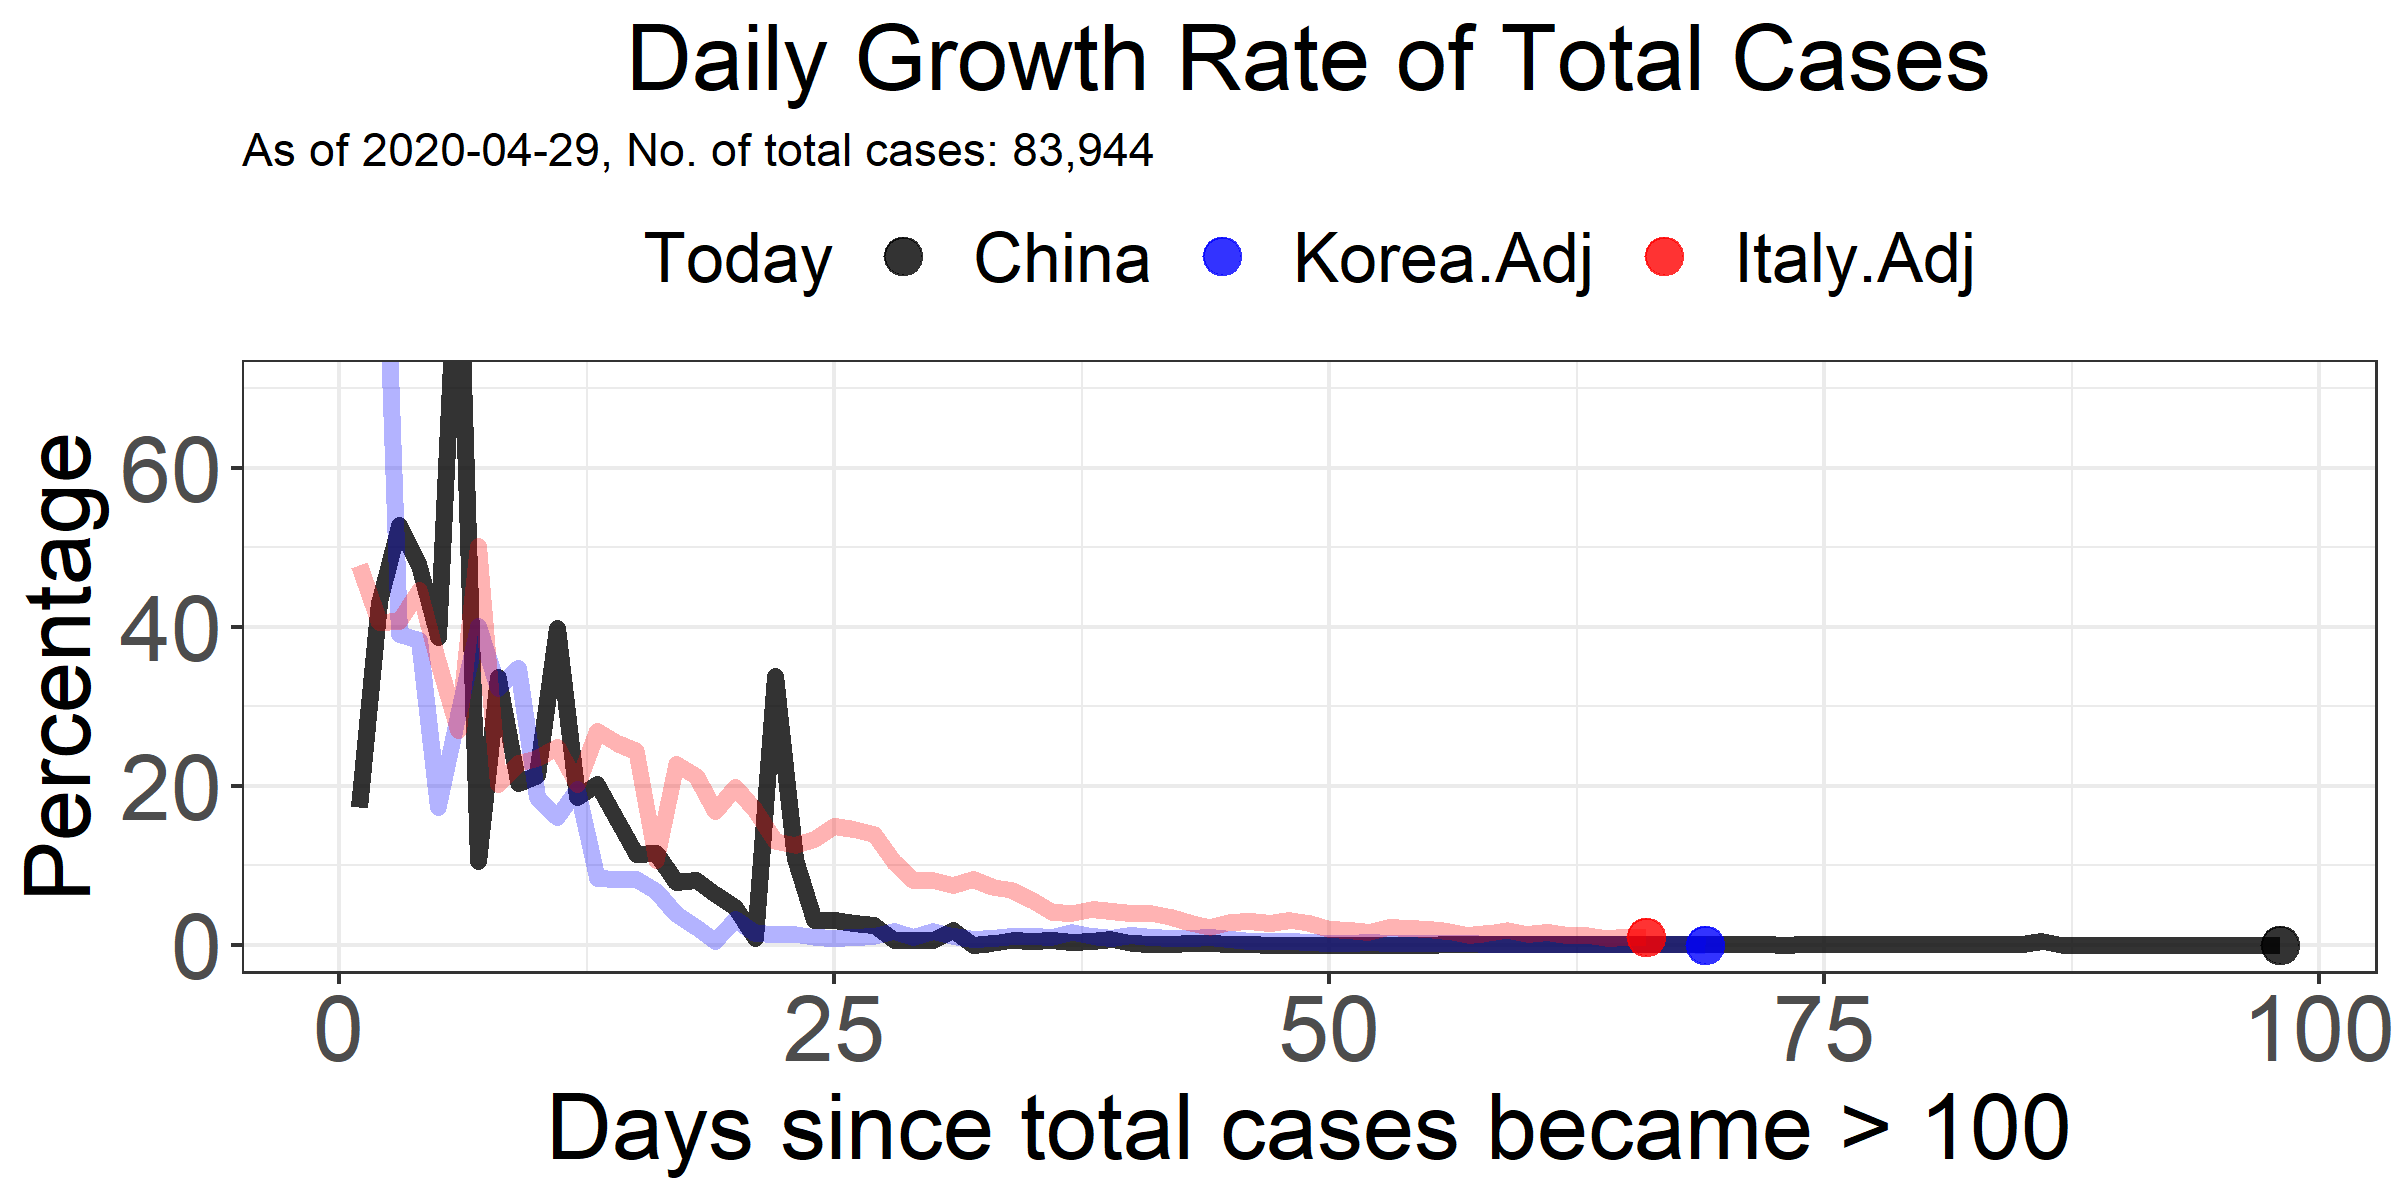 Daily Growth Rate of Total Cases
As of 2020-04-29, No. of total cases: 83,944
Today China Korea.Adj Italy.Adj
Percentage
60
40
20
0
0 25 50 75 100
Days since total cases became > 100